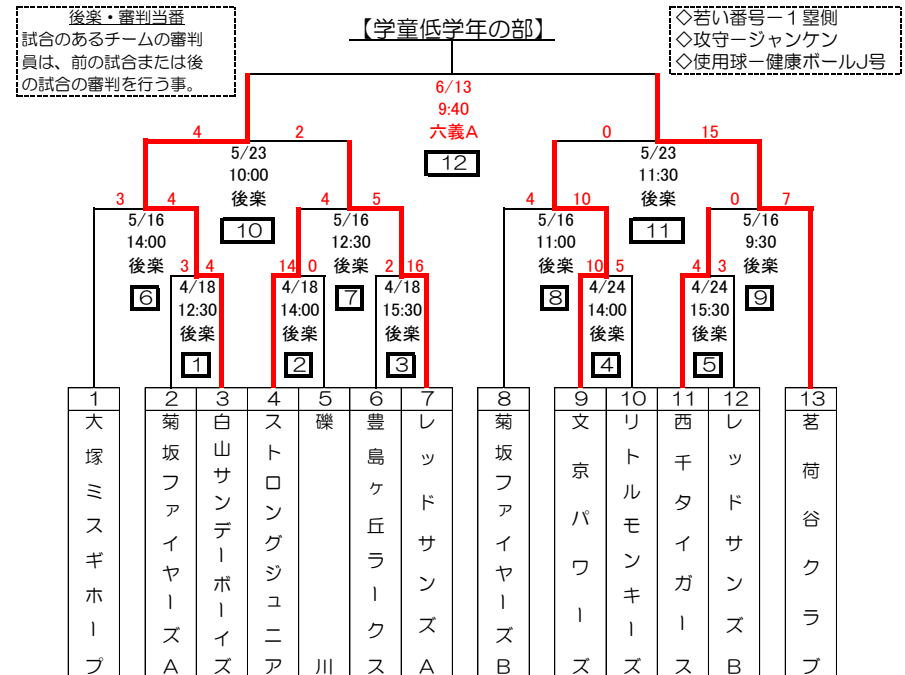 後楽・審判当番
試合のあるチームの審判
員は、前の試合または後
の試合の審判を行う事。
【学童低学年の部】
◇若い番号ー1塁側
◇攻守ージャンケン
◇使用球ー健康ボールJ号
6/13
9:40
六義A
12
4 2
5/23
10:00
後楽
10
0 15
5/23
11:30
後楽
11
3 4
5/16
14:00
後楽
6
4 5
5/16
12:30
後楽
7
4 10
5/16
11:00
後楽
8
0 7
5/16
9:30
後楽
9
3 4
4/18
12:30
後楽
1
14 0
4/18
14:00
後楽
2
2 16
4/18
15:30
後楽
3
10 5
4/24
14:00
後楽
4
4 3
4/24
15:30
後楽
5
1
大塚ミスギホープ
2
菊坂ファイヤーズA
3
白山サンデーボーイズ
4
ストロングジュニア
5
礫川
6
豊島ヶ丘ラークス
7
レッドサンズA
8
菊坂ファイヤーズB
9
文京パワーズ
10
リトルモンキーズ
11
西千タイガース
12
レッドサンズB
13
茗荷谷クラブ